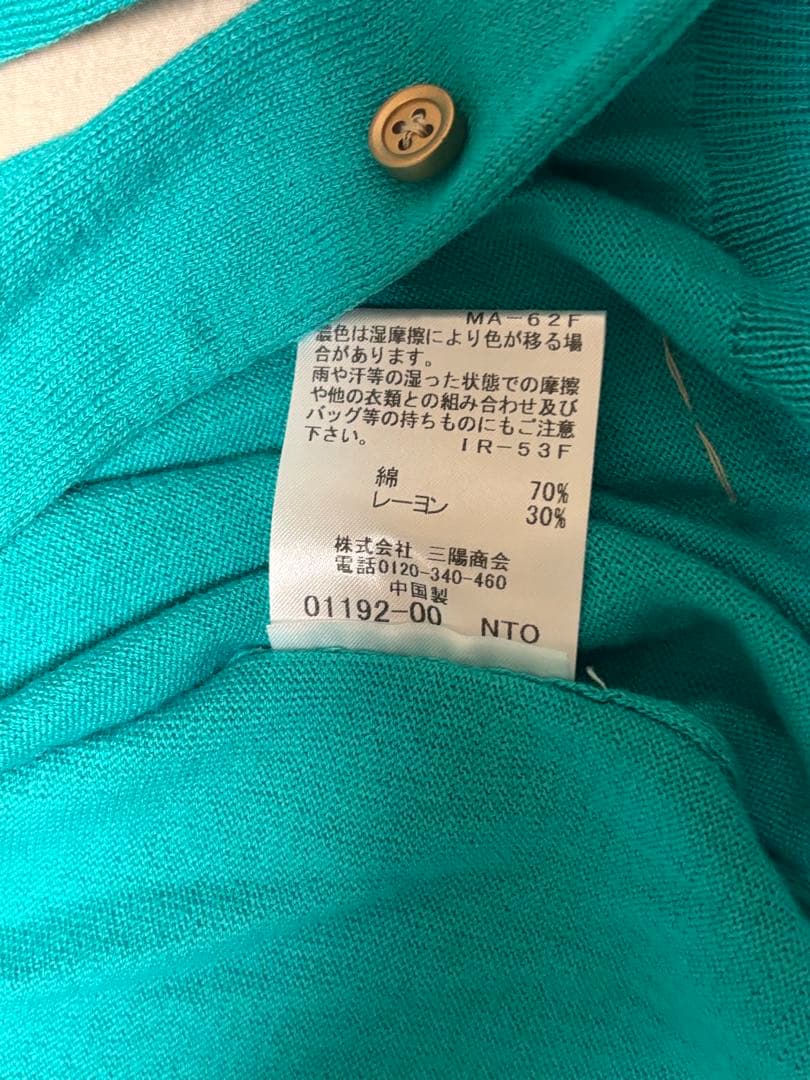 MA-62F
濃色は湿摩擦により色が移る場
合があります。
雨や汗等の湿った状態での摩擦
や他の衣類との組み合わせ及び
バッグ等の持ちものにもご注意
下さい。 IR-53F
綿 70%
レーヨン 30%
株式会社 三陽商会
電話0120-340-460
中国製
01192-00 NTO